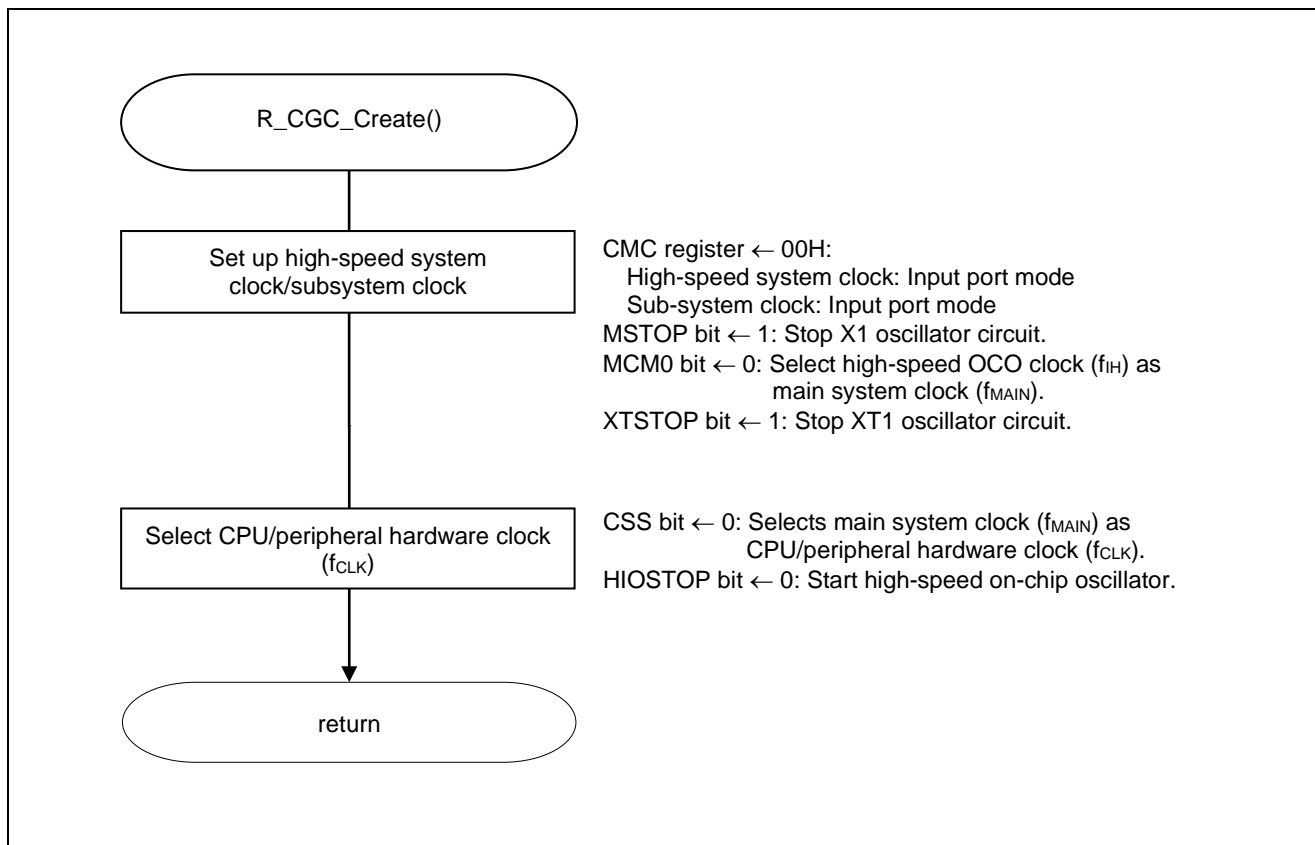 R_CGC_Create()
Set up high-speed system
clock/subsystem clock
CMC register ← 00H:
High-speed system clock: Input port mode
Sub-system clock: Input port mode
MSTOP bit ← 1: Stop X1 oscillator circuit.
MCM0 bit ← 0: Select high-speed OCO clock (fIH) as
main system clock (fMAIN).
XTSTOP bit ← 1: Stop XT1 oscillator circuit.
Select CPU/peripheral hardware clock
(fCLK)
CSS bit ← 0: Selects main system clock (fMAIN) as
CPU/peripheral hardware clock (fCLK).
HIOSTOP bit ← 0: Start high-speed on-chip oscillator.
return